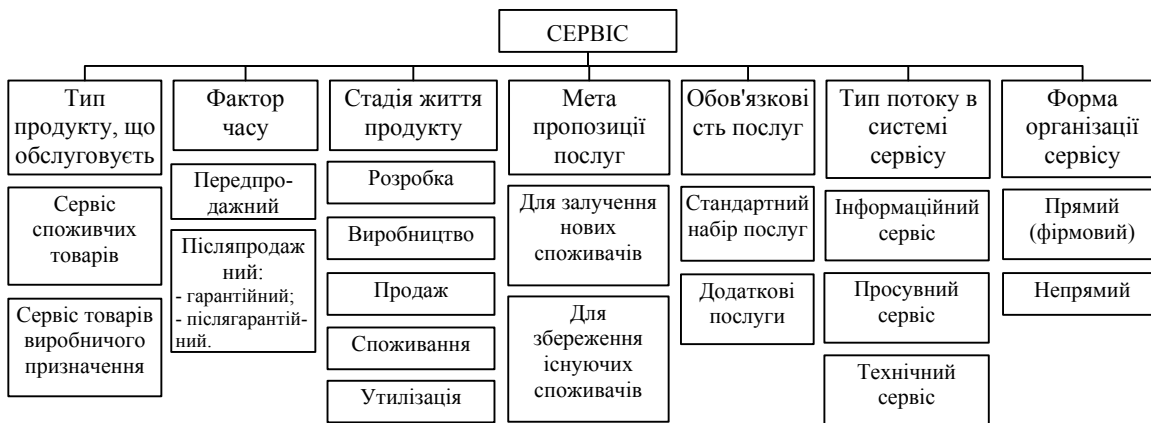 СЕРВІС
Тип
продукту, що
обслуговуєть
Сервіс
споживчих
товарів
Сервіс товарів
виробничого
призначення
Фактор
часу
Передпро-
дажний
Післяпродаж
ний:
- гарантійний;
- післягарантій-
ний.
Стадія життя
продукту
Розробка
Виробництво
Продаж
Споживання
Утилізація
Мета
пропозиції
послуг
Для залучення
нових
споживачів
Для
збереження
існуючих
споживачів
Обов'язкові
сть послуг
Стандартний
набір послуг
Додаткові
послуги
Тип потоку в
системі
сервісу
Інформаційний
сервіс
Просувний
сервіс
Технічний
сервіс
Форма
організації
сервісу
Прямий
(фірмовий)
Непрямий